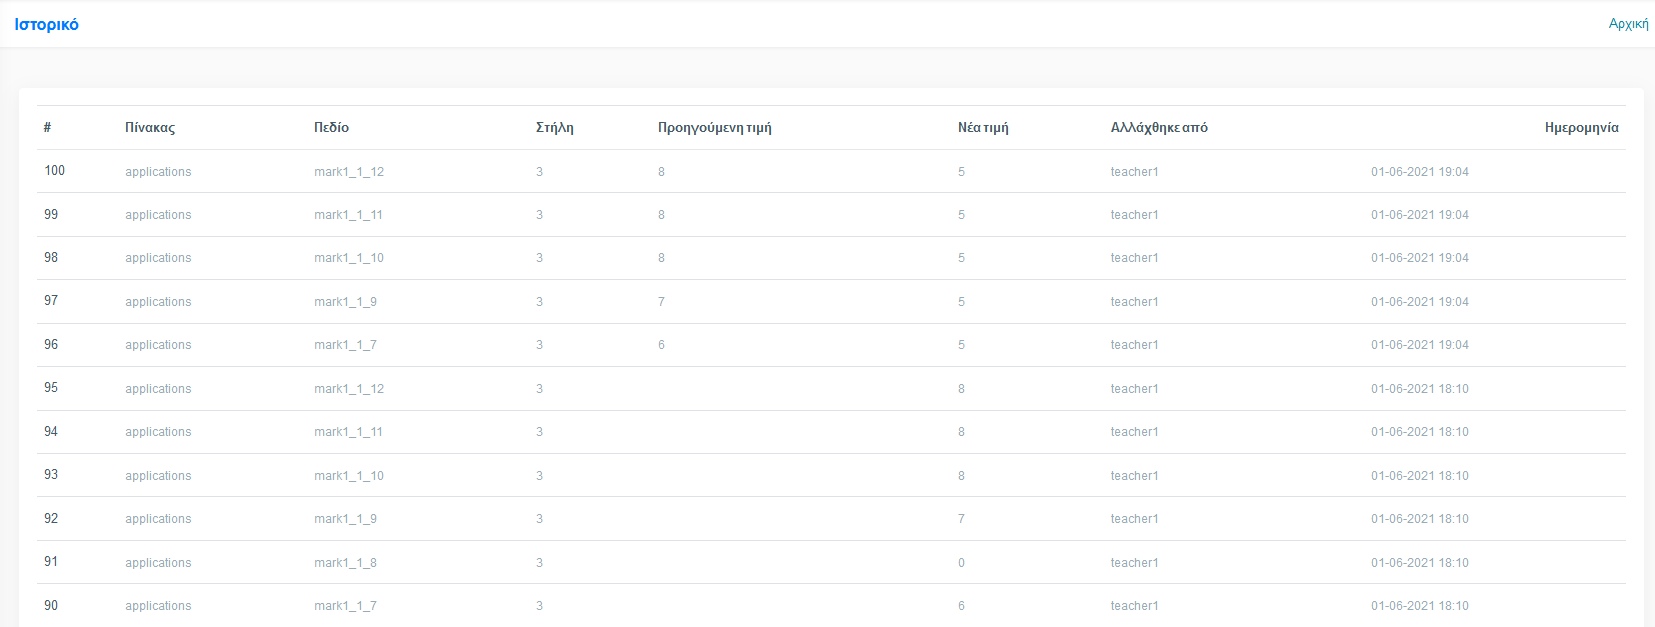 Ιστορικό Αρχική
# Πίνακας Πεδίο Στήλη Προηγούμενη τιμή Νέα τιμή Αλλάχθηκε από Ημερομηνία
100 applications mark1_1_12 3 8 5 teacher1 01-06-2021 19:04
99 applications mark1_1_11 3 8 5 teacher1 01-06-2021 19:04
98 applications mark1_1_10 3 8 5 teacher1 01-06-2021 19:04
97 applications mark1_1_9 3 7 5 teacher1 01-06-2021 19:04
96 applications mark1_1_7 3 6 5 teacher1 01-06-2021 19:04
95 applications mark1_1_12 3 8 teacher1 01-06-2021 18:10
94 applications mark1_1_11 3 8 teacher1 01-06-2021 18:10
93 applications mark1_1_10 3 8 teacher1 01-06-2021 18:10
92 applications mark1_1_9 3 7 teacher1 01-06-2021 18:10
91 applications mark1_1_8 3 0 teacher1 01-06-2021 18:10
90 applications mark1_1_7 3 6 teacher1 01-06-2021 18:10